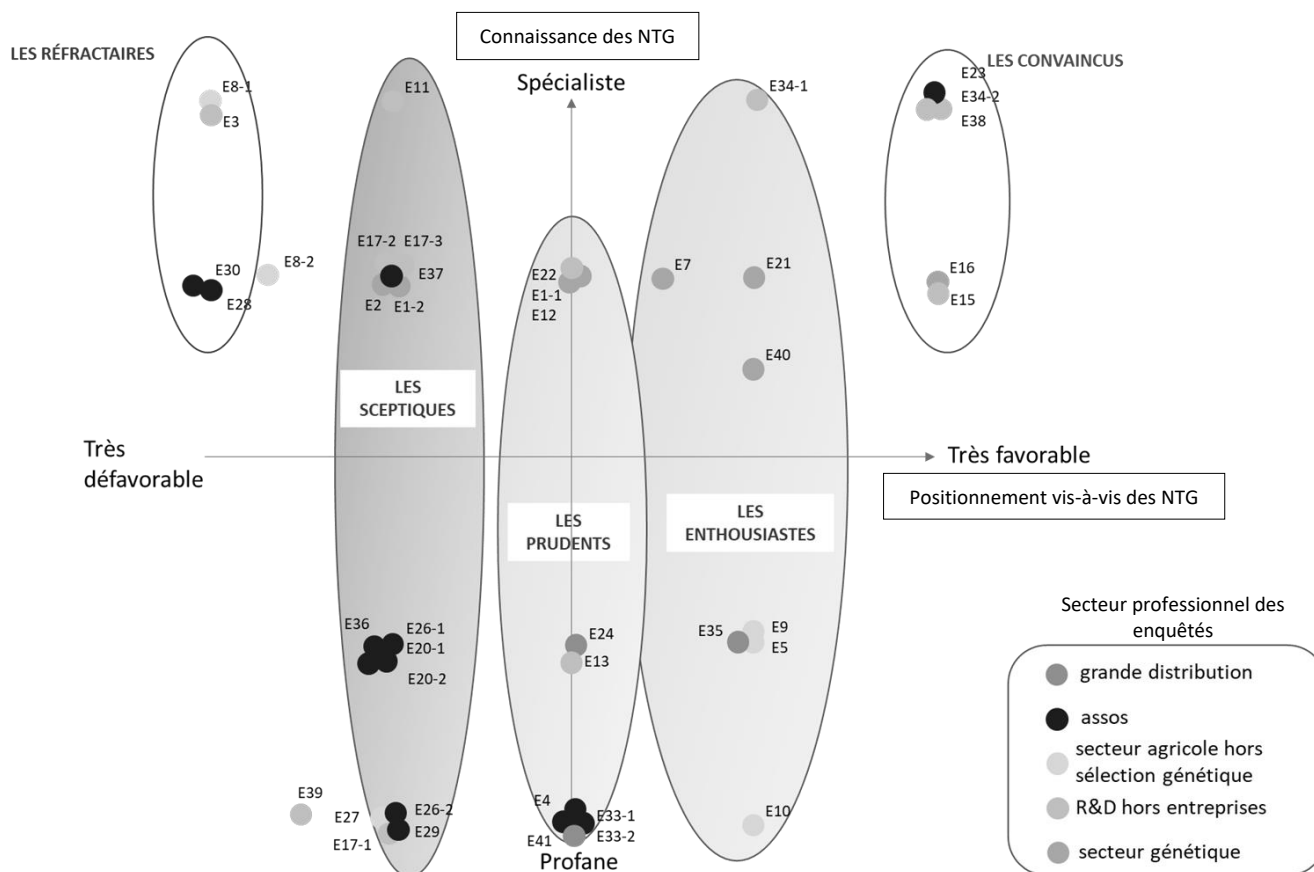 Connaissance des NTG
LES RÉFRACTAIRES
LES CONVAINCUS
Spécialiste
E8-1
E3
E11
E34-1
E23
E34-2
E38
E17-2 E17-3
E37
E2 E1-2
E30
E28
E8-2
E22
E1-1
E12
E7
E21
E16
E15
E40
LES
SCEPTIQUES
Très
défavorable
Très favorable
Positionnement vis-à-vis des NTG
LES
PRUDENTS
LES
ENTHOUSIASTES
E36
E26-1
E20-1
E20-2
E24
E13
E35
E9
E5
E39
E27
E17-1
E26-2
E29
E4
E33-1
E33-2
E41
E10
Profane
Secteur professionnel des
enquêtés
grande distribution
assos
secteur agricole hors
sélection génétique
R&D hors entreprises
secteur génétique